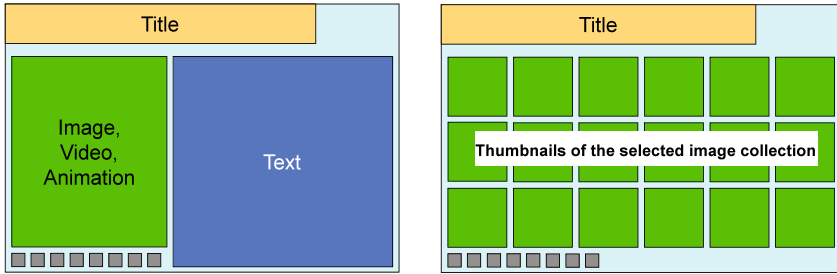 Title
Image,
Video,
Animation
Text
Title
Thumbnails of the selected image collection